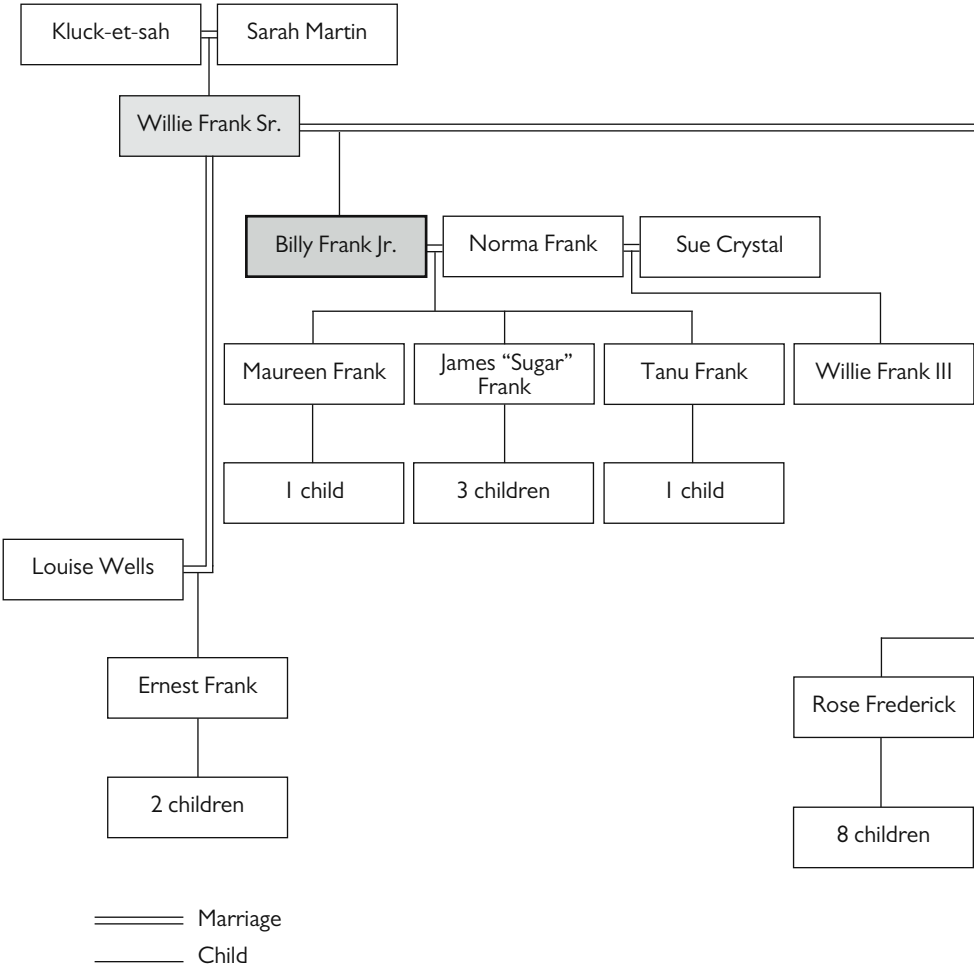 Kluck-et-sah
Sarah Martin
Willie Frank Sr.
Billy Frank Jr.
Norma Frank
Sue Crystal
Maureen Frank
James “Sugar”
Frank
Tanu Frank
Willie Frank III
1 child
3 children
1 child
Louise Wells
Ernest Frank
Rose Frederick
2 children
8 children
Marriage
Child